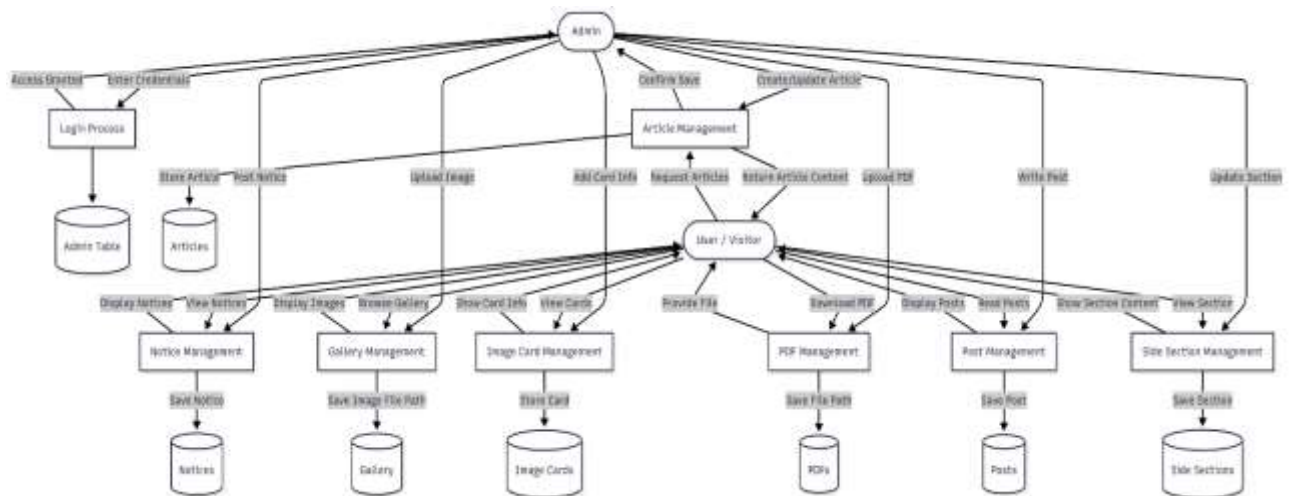 Admin
Access Granted
Enter Credentials
Confirm Save
Create/Update Article
Login Process
Article Management
Store Article
Post Notice
Upload Image
Add Card Info
Request Articles
Return Article Content
Upload PDF
Write Post
Update Section
Admin Table
Articles
User / Visitor
Display Notices
View Notices
Display Images
Browse Gallery
Show Card Info
View Cards
Provide File
Download PDF
Display Posts
Read Posts
Show Section Content
View Section
Notice Management
Gallery Management
Image Card Management
PDF Management
Post Management
Side Section Management
Save Notice
Save Image File Path
Store Card
Save File Path
Save Post
Save Section
Notices
Gallery
Image Cards
PDFs
Posts
Side Sections